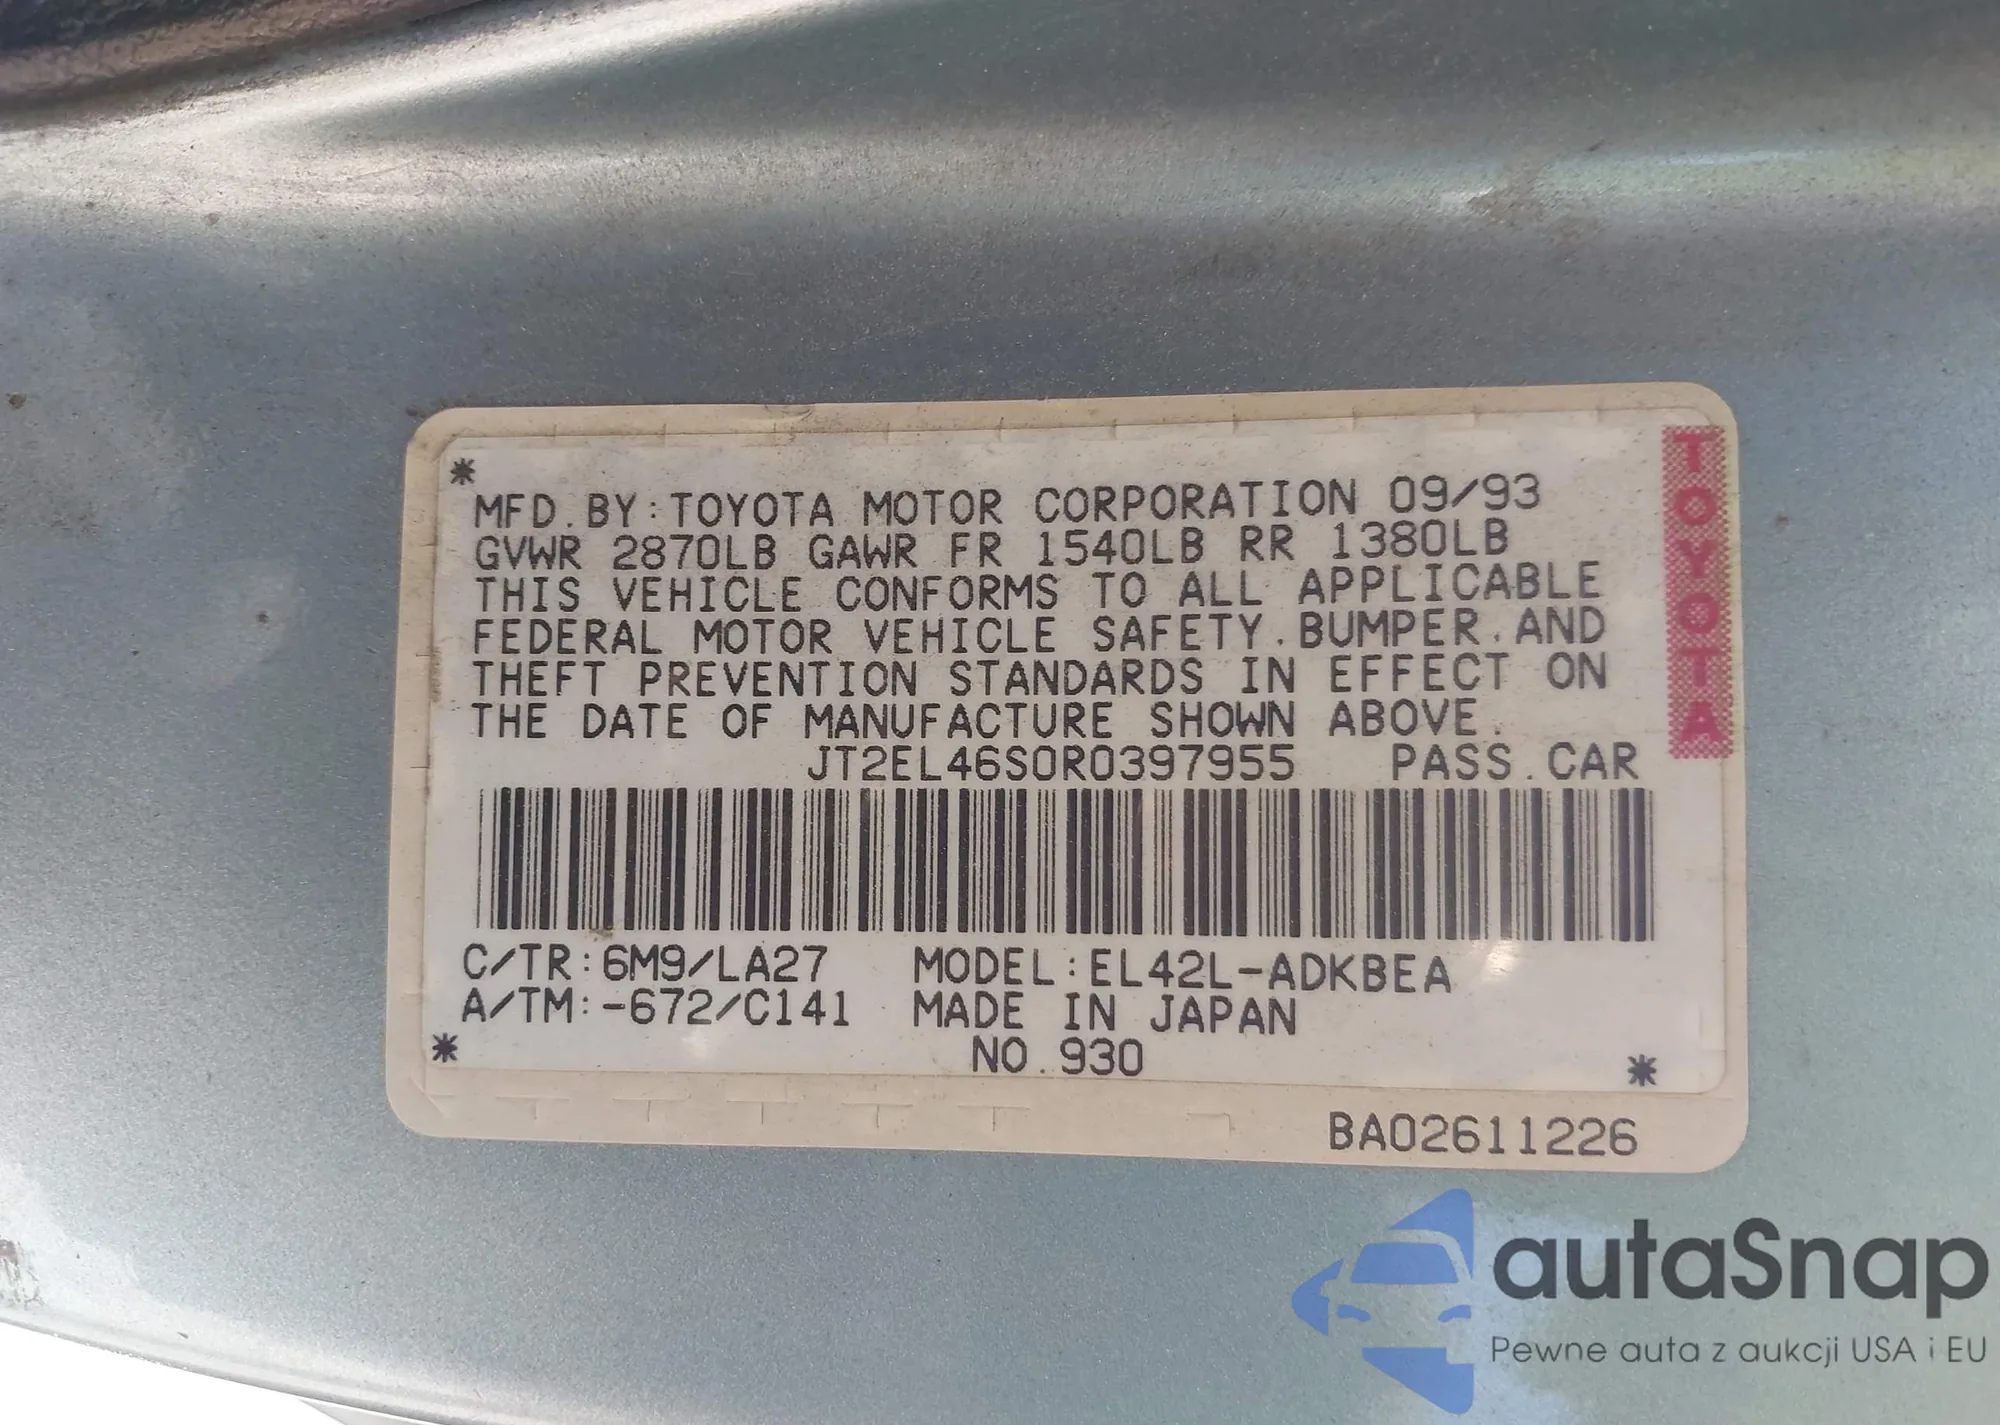 *
MFD.BY:TOYOTA MOTOR CORPORATION 09/93
GVWR 2870LB GAWR FR 1540LB RR 1380LB
THIS VEHICLE CONFORMS TO ALL APPLICABLE
FEDERAL MOTOR VEHICLE SAFETY.BUMPER.AND
THEFT PREVENTION STANDARDS IN EFFECT ON
THE DATE OF MANUFACTURE SHOWN ABOVE.
JT2EL46S0R0397955 PASS.CAR
TOYOTA
C/TR:6M9/LA27 MODEL:EL42L-ADKBEA
A/TM:-672/C141 MADE IN JAPAN
* NO.930 *
BA02611226
autaSnap
Pewne auta z aukcji USA i EU